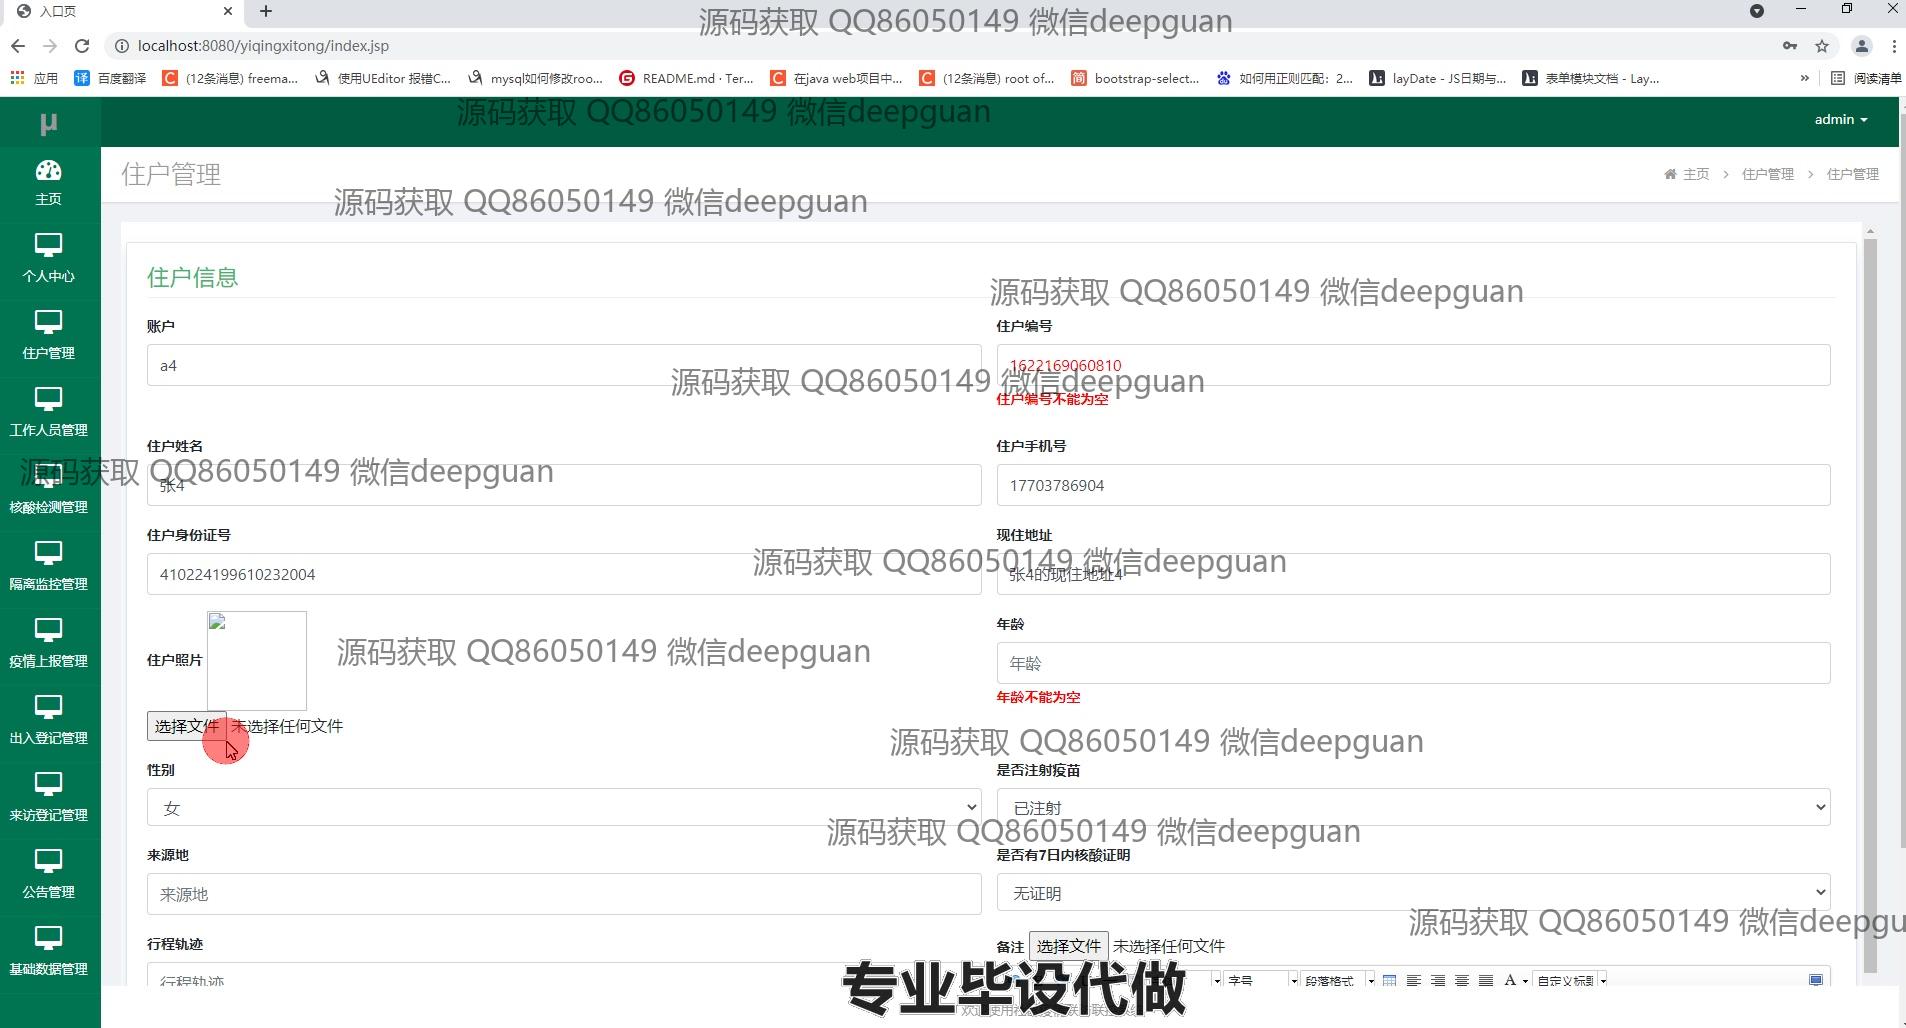 入口页
源码获取 QQ86050149 微信deepguan
localhost:8080/yiqingxitong/index.jsp
应用 百度翻译 (12条消息) freema... 使用UEditor 报错C... mysql如何修改roo... README.md · Ter... 在java web项目中... (12条消息) root of... bootstrap-select... 如何用正则匹配：2... layDate - JS日期与... 表单模块文档 - Lay... » 阅读清单
源码获取 QQ86050149 微信deepguan
μ admin
住户管理 主页 > 住户管理 > 住户管理
源码获取 QQ86050149 微信deepguan
主页
个人中心
住户管理
工作人员管理
核酸检测管理
隔离监控管理
疫情上报管理
出入登记管理
来访登记管理
公告管理
基础数据管理
住户信息
源码获取 QQ86050149 微信deepguan
账户 住户编号
a4 1622169060810
源码获取 QQ86050149 微信deepguan
住户编号不能为空
住户姓名 住户手机号
源码获取 QQ86050149 微信deepguan
张4 17703786904
住户身份证号 现住地址
源码获取 QQ86050149 微信deepguan
410224199610232004 张4的现住地址4
年龄
住户照片 年龄
源码获取 QQ86050149 微信deepguan
年龄不能为空
选择文件 未选择任何文件
源码获取 QQ86050149 微信deepguan
性别 是否注射疫苗
女 已注射
源码获取 QQ86050149 微信deepguan
来源地 是否有7日内核酸证明
来源地 无证明
源码获取 QQ86050149 微信deepgu
行程轨迹 备注 选择文件 未选择任何文件
行程轨迹 字号 段落格式 A 自定义标题
专业毕设代做